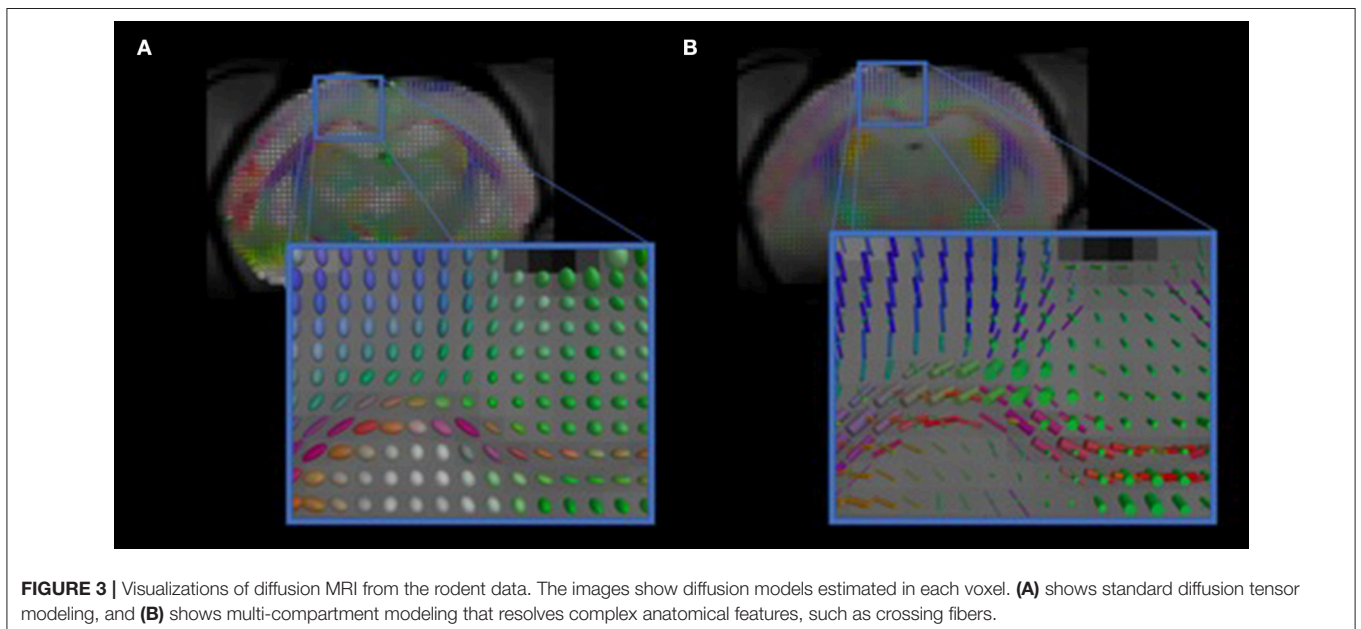 A
B
FIGURE 3 | Visualizations of diffusion MRI from the rodent data. The images show diffusion models estimated in each voxel. (A) shows standard diffusion tensor
modeling, and (B) shows multi-compartment modeling that resolves complex anatomical features, such as crossing fibers.